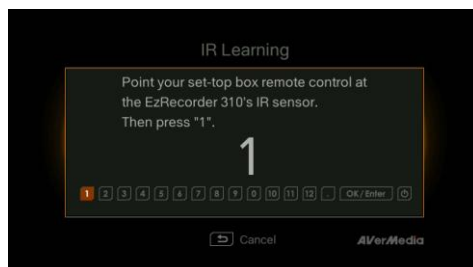 IR Learning
Point your set-top box remote control at
the EzRecorder 310's IR sensor.
Then press "1".
1
1 2 3 4 5 6 7 8 9 0 10 11 12 . OK/Enter
Cancel AVerMedia